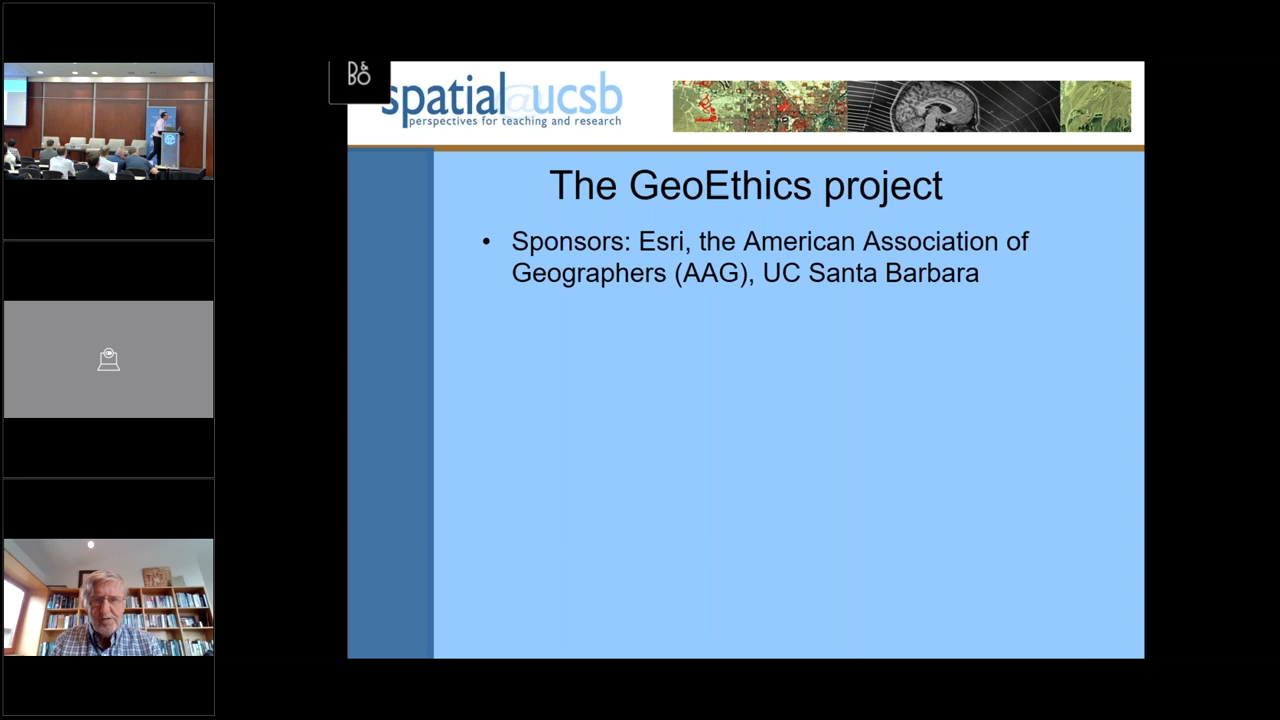 B&
BO
spatial@ucsb
perspectives for teaching and research
The GeoEthics project
• Sponsors: Esri, the American Association of
Geographers (AAG), UC Santa Barbara